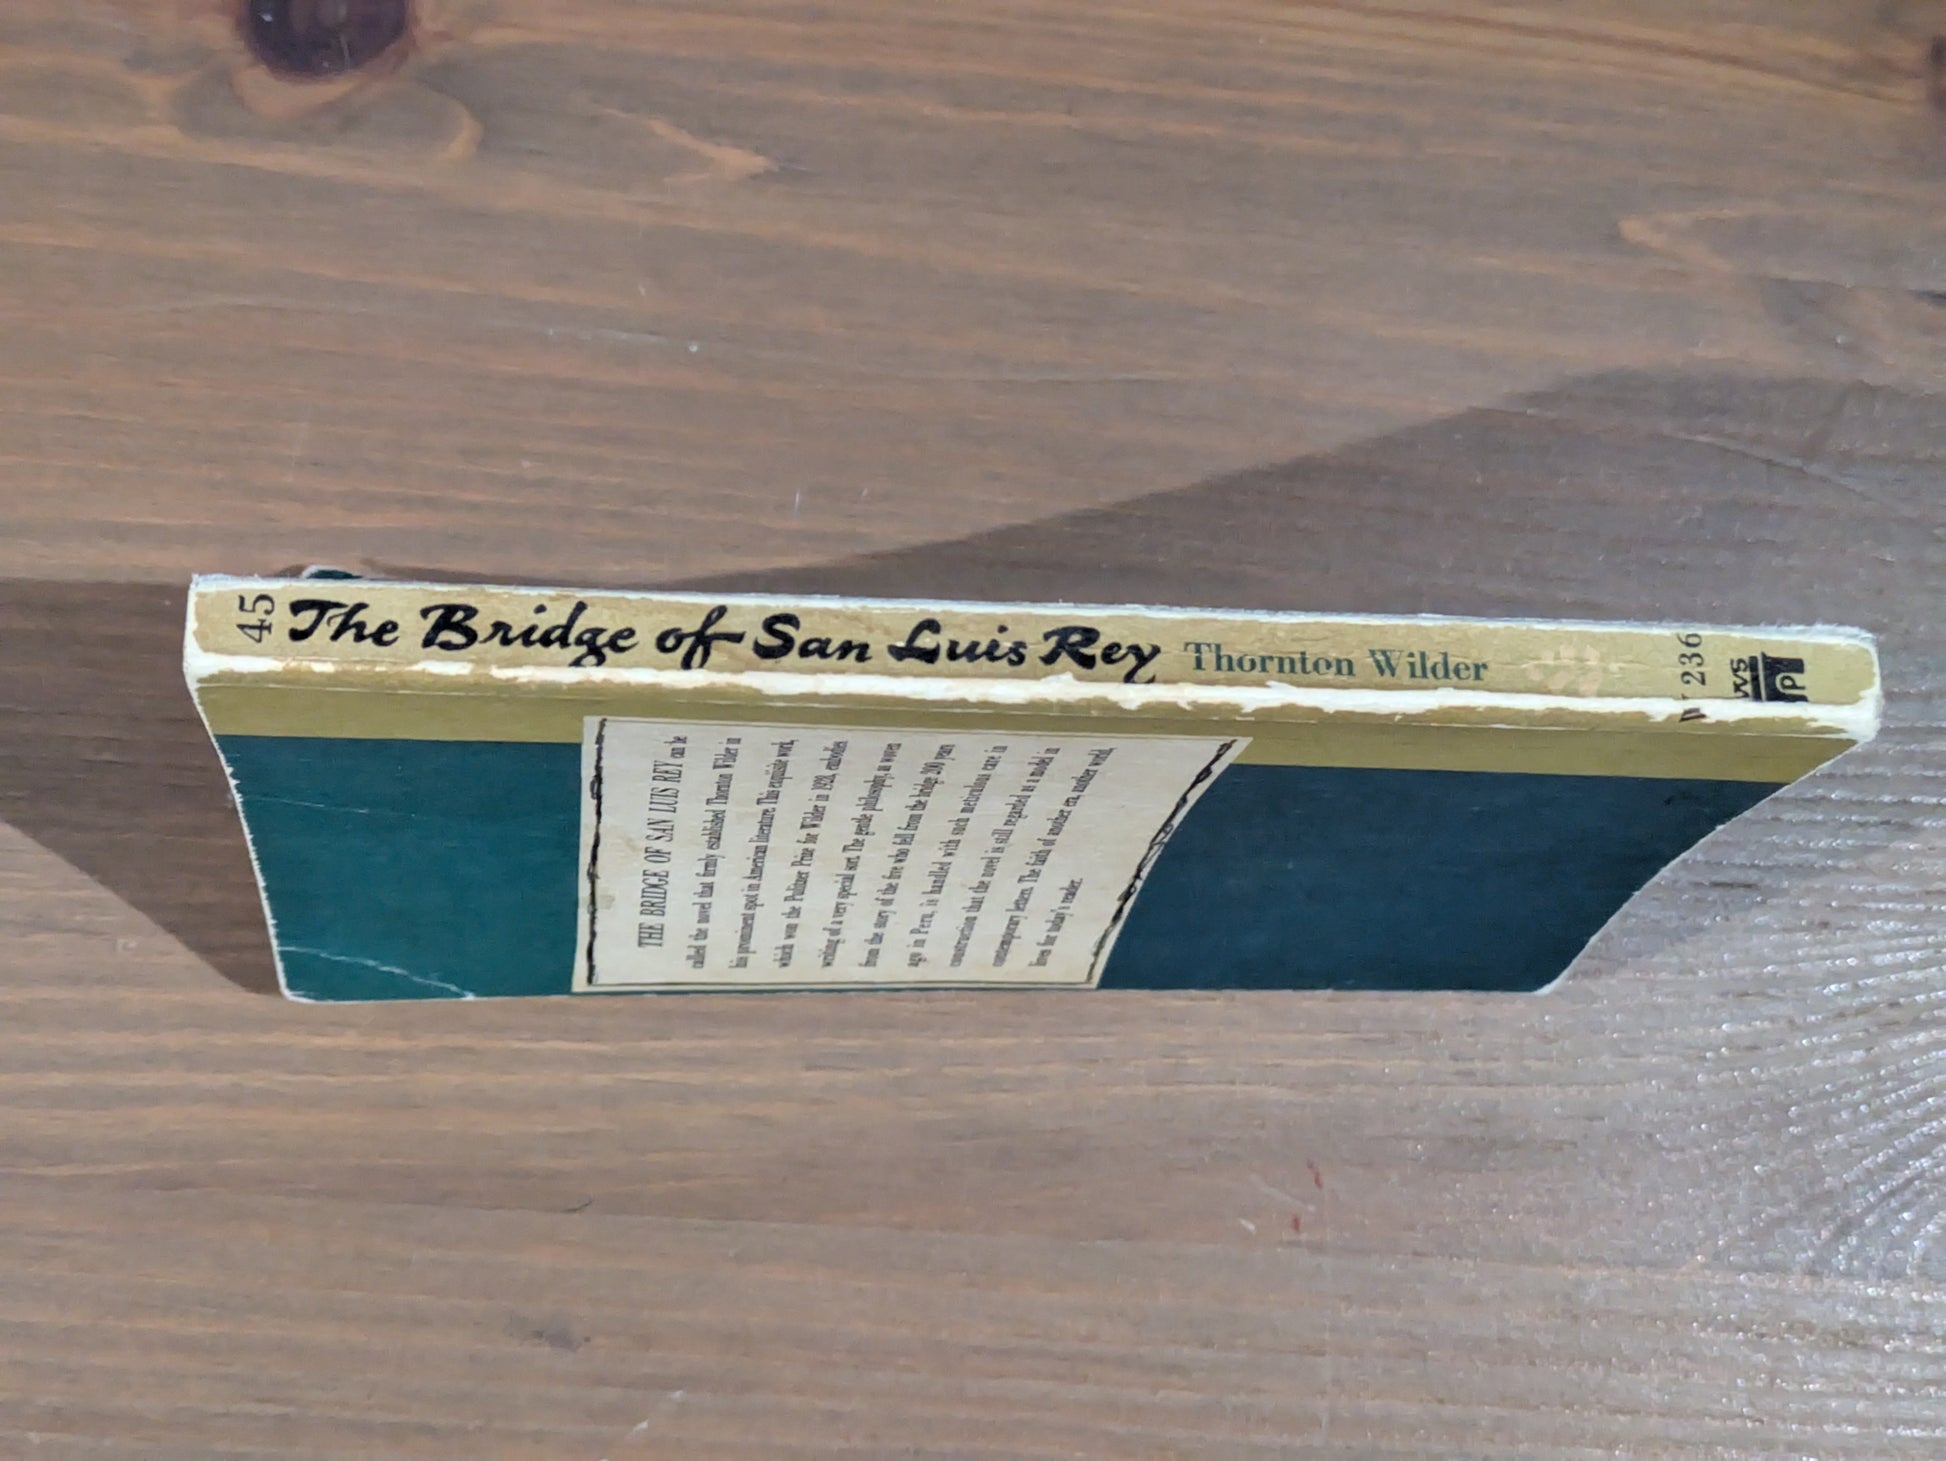 45 The Bridge of San Luis Rey Thornton Wilder W 236
WS
PL
THE BRIDGE OF SAN LUIS REY can be
called the novel that firmly established Thornton Wilder in
his prominent spot in American literature. This exquisite work,
which won the Pulitzer Prize for Wilder in 1928, embodies
writing of a very special sort. The gentle philosophy, as woven
from the story of the five who fell from the bridge 200 years
ago in Peru, is handled with such meticulous care in
construction that the novel is still regarded as a model in
contemporary letters. The faith of another era, another world,
lives for today's reader.